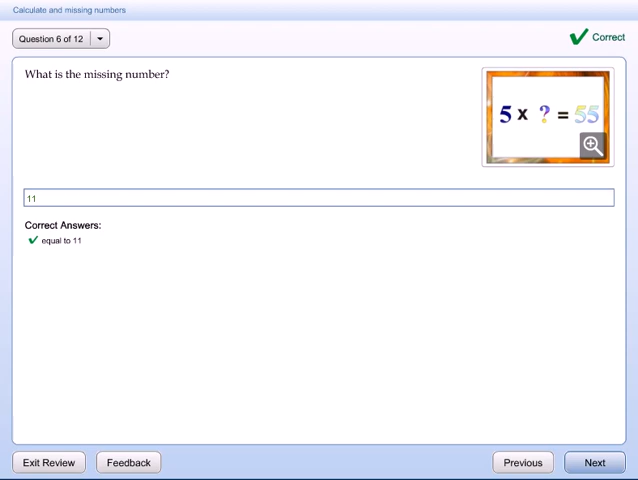 Calculate and missing numbers
Question 6 of 12
Correct
What is the missing number?
5 x ? = 55
11
Correct Answers:
equal to 11
Exit Review
Feedback
Previous
Next